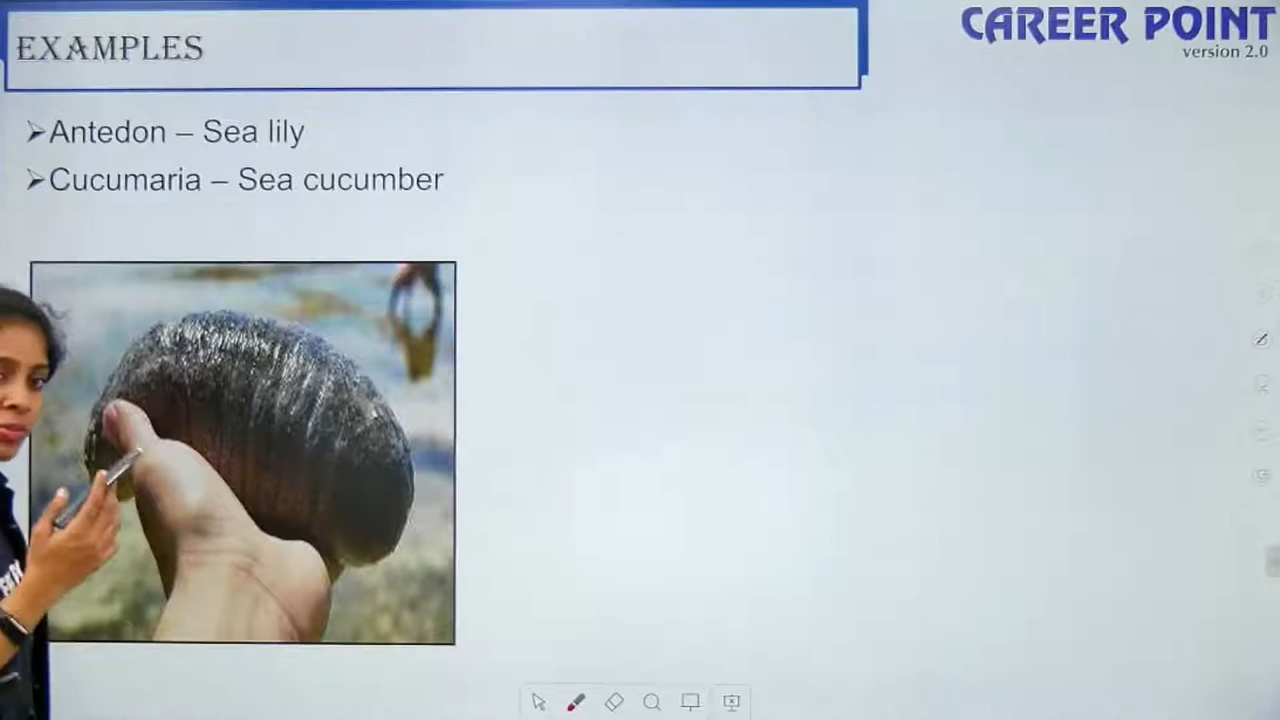 EXAMPLES
CAREER POINT
version 2.0
➢Antedon – Sea lily
➢Cucumaria – Sea cucumber